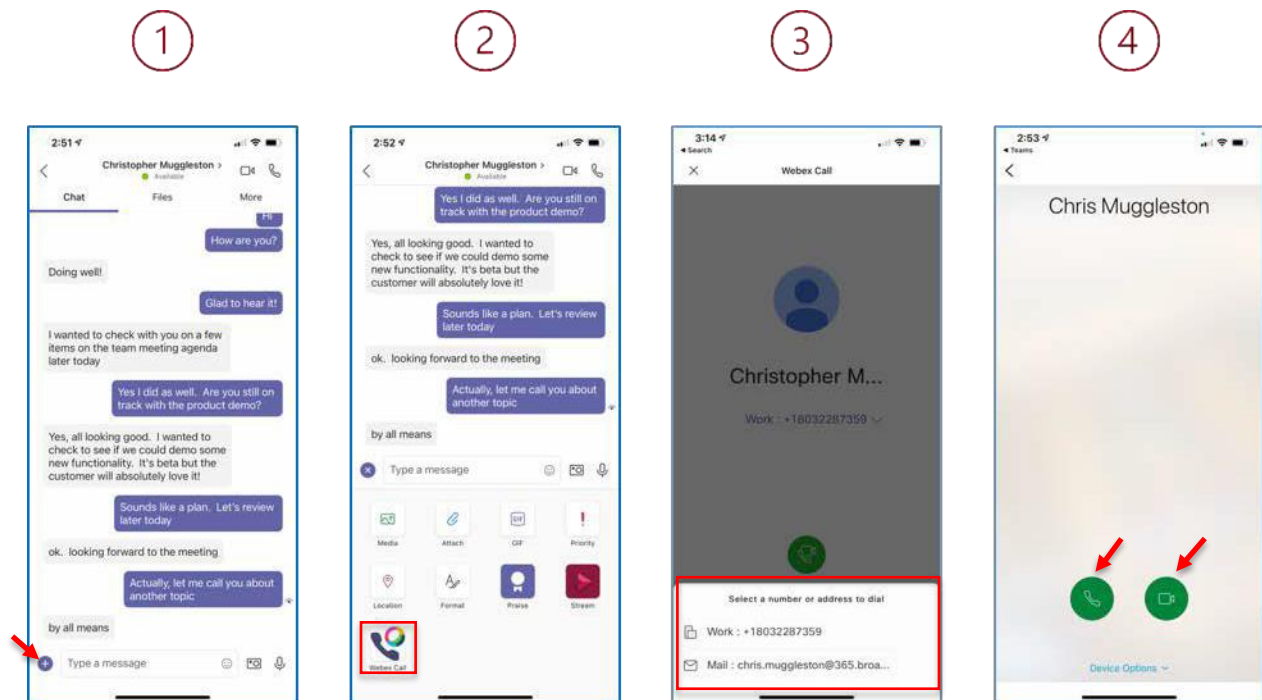 1
2
3
4
2:51
Christopher Muggleston >
Available
Chat
Files
More
Hi
How are you?
Doing well!
Glad to hear it!
I wanted to check with you on a few
items on the team meeting agenda
later today
Yes I did as well. Are you still on
track with the product demo?
Yes, all looking good. I wanted to
check to see if we could demo some
new functionality. It's beta but the
customer will absolutely love it!
Sounds like a plan. Let's review
later today
ok. looking forward to the meeting
Actually, let me call you about
another topic
by all means
Type a message
2:52
Christopher Muggleston >
Available
Yes I did as well. Are you still on
track with the product demo?
Yes, all looking good. I wanted to
check to see if we could demo some
new functionality. It's beta but the
customer will absolutely love it!
Sounds like a plan. Let's review
later today
ok. looking forward to the meeting
Actually, let me call you about
another topic
by all means
Type a message
Media
Attach
GIF
GIF
Priority
Location
Format
Praise
Stream
Webex Call
3:14
Search
Webex Call
Christopher M...
Work : +18032287359
Select a number or address to dial
Work : +18032287359
Mail : chris.muggleston@365.broa...
2:53
Teams
Chris Muggleston
Device Options